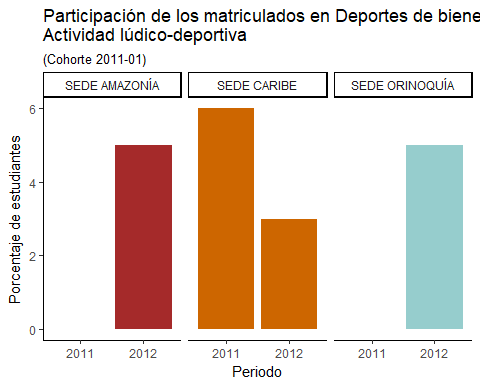 Participación de los matriculados en Deportes de biene
Actividad lúdico-deportiva
(Cohorte 2011-01)
SEDE AMAZONÍA SEDE CARIBE SEDE ORINOQUÍA
Porcentaje de estudiantes
6
4
2
0
2011 2012 2011 2012 2011 2012
Periodo